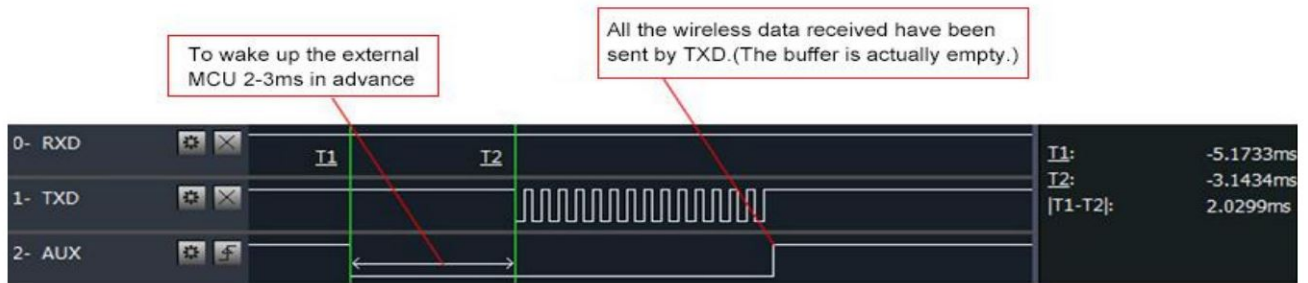 To wake up the external
MCU 2-3ms in advance
All the wireless data received have been
sent by TXD.(The buffer is actually empty.)
0- RXD
T1
T2
1- TXD
2- AUX
T1: -5.1733ms
T2: -3.1434ms
|T1-T2|: 2.0299ms